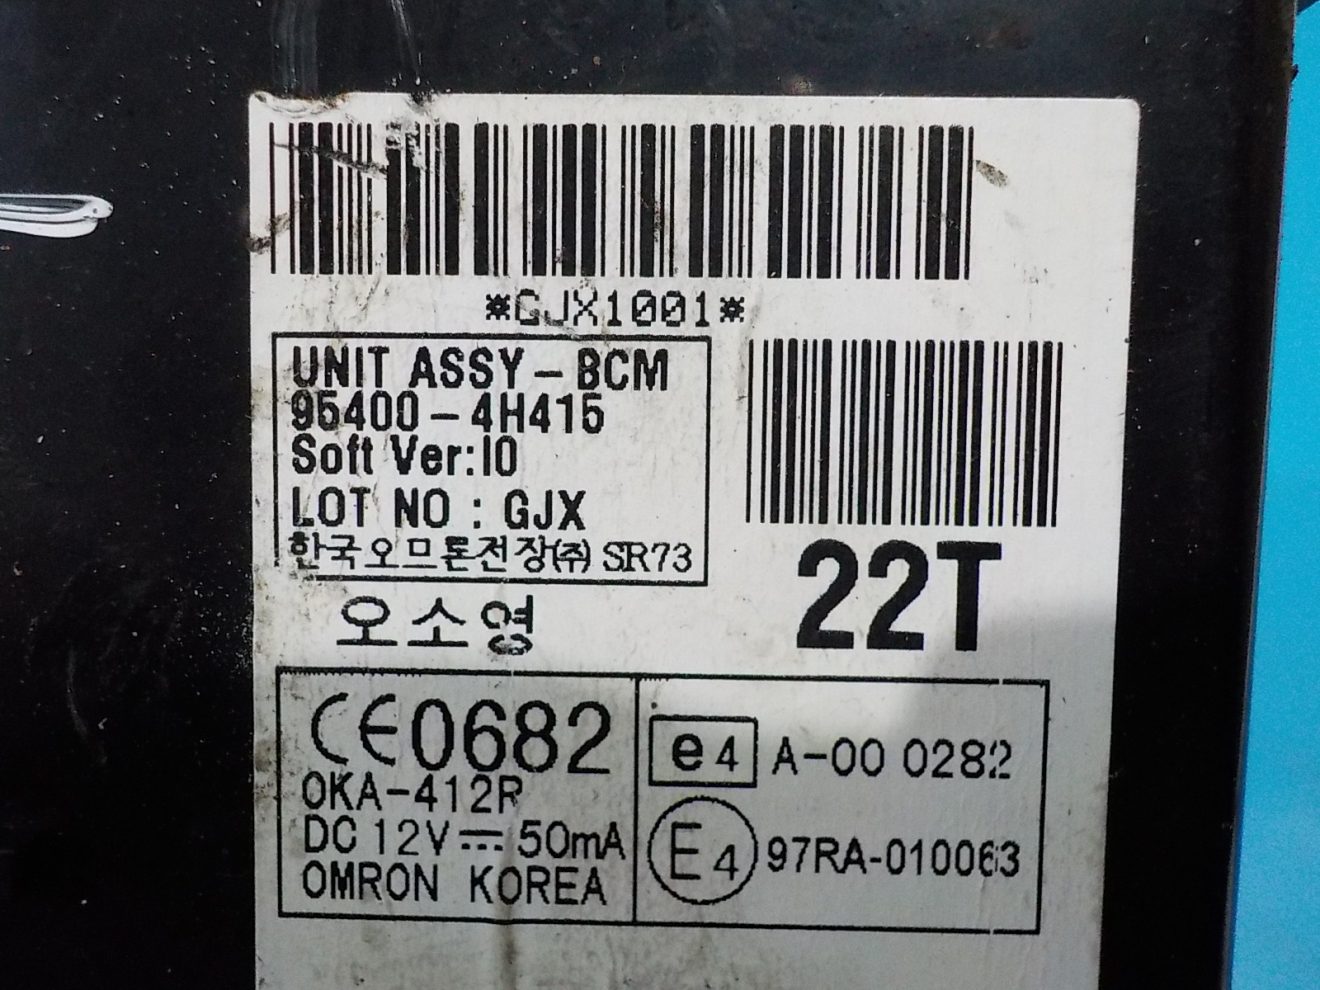 *GJX1001*
UNIT ASSY-BCM
95400-4H415
Soft Ver:I0
LOT NO : GJX
한국오므론전장(주) SR73
오소영
22T
CE0682
OKA-412R
DC 12V⎓50mA
OMRON KOREA
e4 A-00 0282
E4 97RA-010063